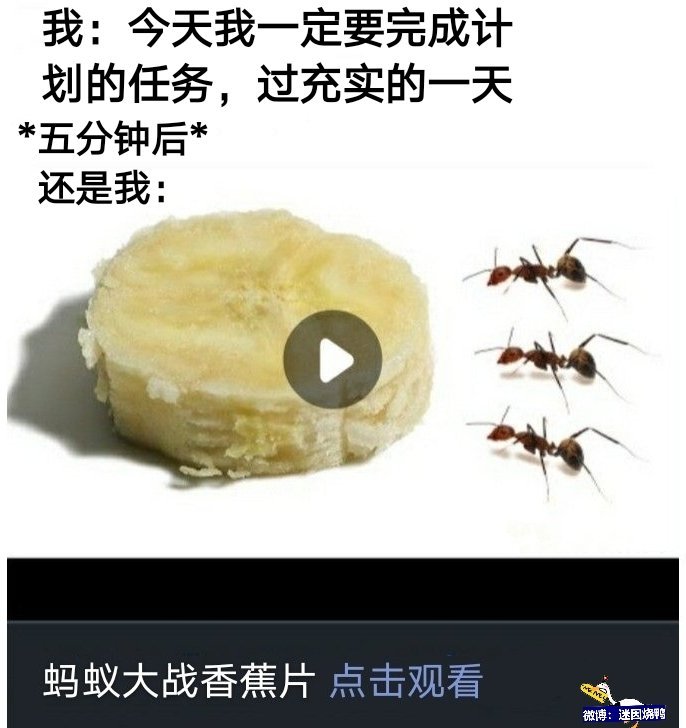 我：今天我一定要完成计
划的任务，过充实的一天
*五分钟后*
还是我：
蚂蚁大战香蕉片 点击观看
微博：迷图烧鸭